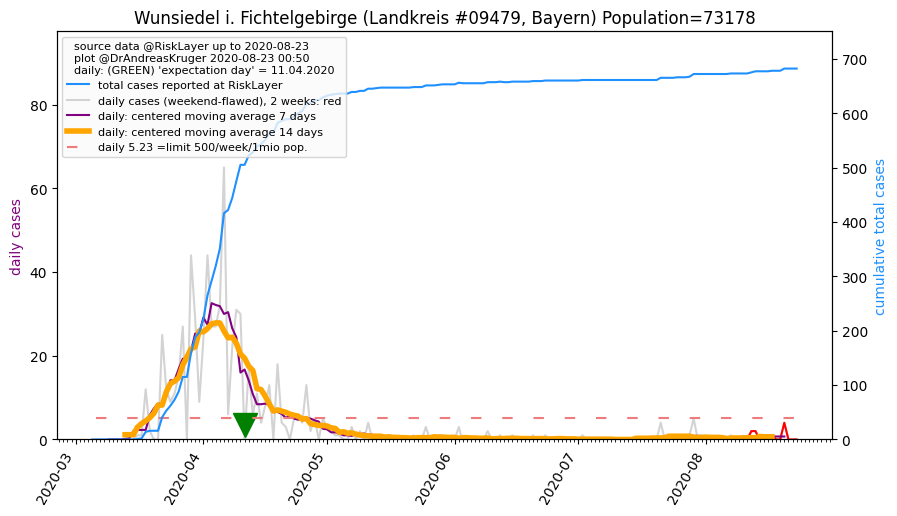 Wunsiedel i. Fichtelgebirge (Landkreis #09479, Bayern) Population=73178
source data @RiskLayer up to 2020-08-23
plot @DrAndreasKruger 2020-08-23 00:50
daily: (GREEN) 'expectation day' = 11.04.2020
total cases reported at RiskLayer
daily cases (weekend-flawed), 2 weeks: red
daily: centered moving average 7 days
daily: centered moving average 14 days
daily 5.23 =limit 500/week/1mio pop.
daily cases
80
60
40
20
0
cumulative total cases
700
600
500
400
300
200
100
0
2020-03
2020-04
2020-05
2020-06
2020-07
2020-08